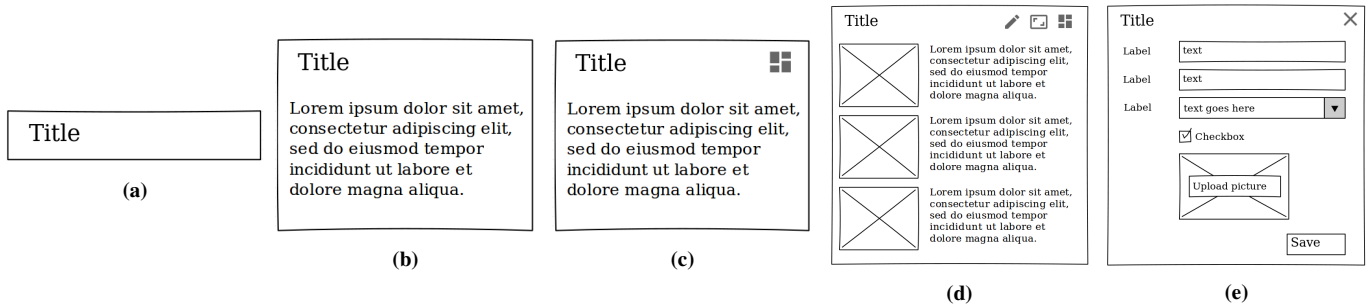 Title
(a)
Title
Lorem ipsum dolor sit amet,
consectetur adipiscing elit,
sed do eiusmod tempor
incididunt ut labore et
dolore magna aliqua.
(b)
Title
Lorem ipsum dolor sit amet,
consectetur adipiscing elit,
sed do eiusmod tempor
incididunt ut labore et
dolore magna aliqua.
(c)
Title
Lorem ipsum dolor sit amet,
consectetur adipiscing elit,
sed do eiusmod tempor
incididunt ut labore et
dolore magna aliqua.
Lorem ipsum dolor sit amet,
consectetur adipiscing elit,
sed do eiusmod tempor
incididunt ut labore et
dolore magna aliqua.
Lorem ipsum dolor sit amet,
consectetur adipiscing elit,
sed do eiusmod tempor
incididunt ut labore et
dolore magna aliqua.
(d)
Title
Label text
Label text
Label text goes here
Checkbox
Upload picture
Save
(e)